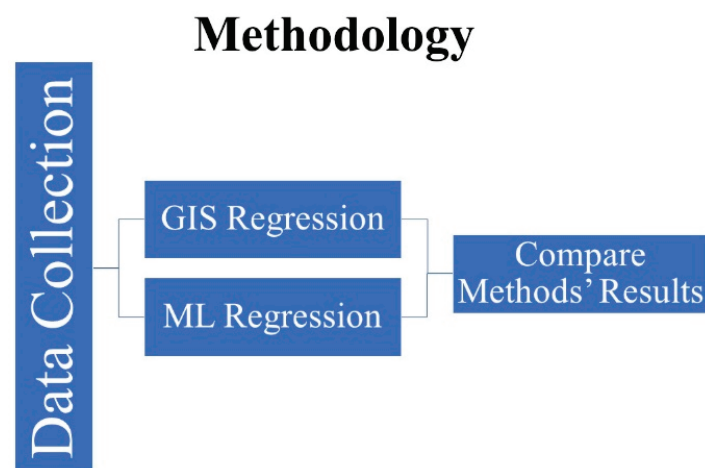 Methodology
Data Collection
GIS Regression
ML Regression
Compare
Methods’ Results